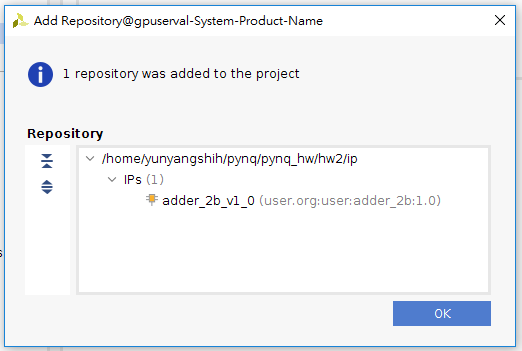 Add Repository@gpuserval-System-Product-Name
1 repository was added to the project
Repository
/home/yunyangshih/pynq/pynq_hw/hw2/ip
IPs (1)
adder_2b_v1_0 (user.org:user:adder_2b:1.0)
OK